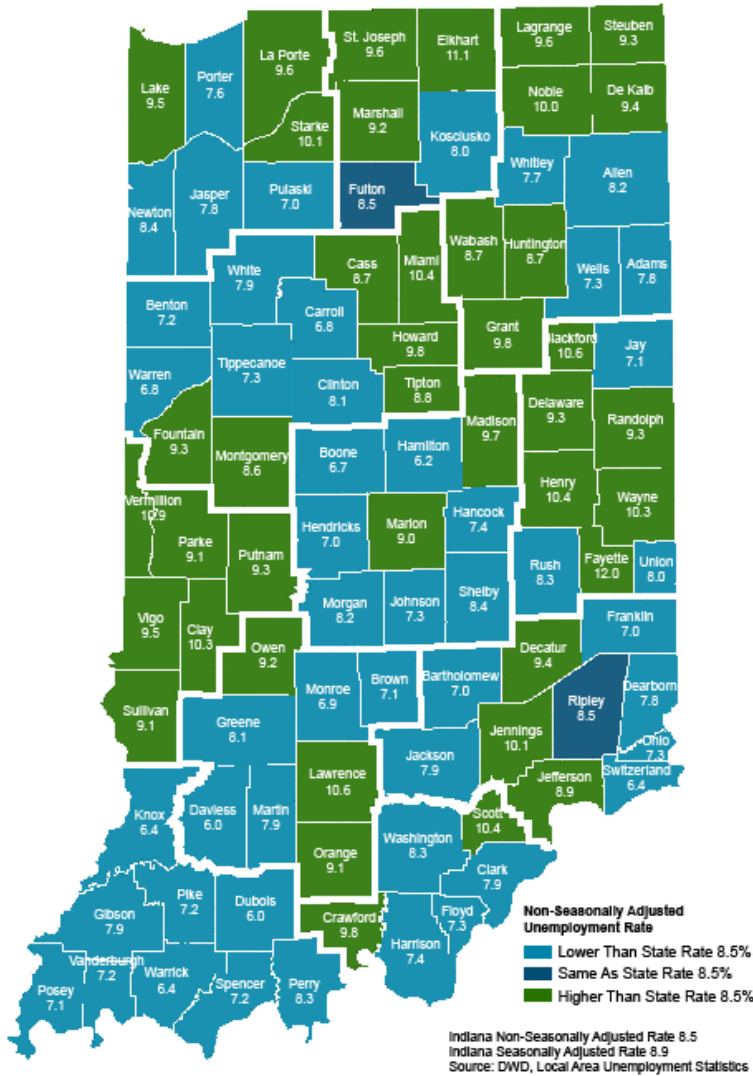 St. Joseph
9.6
Elkhart
11.1
Lagrange
9.6
Steuben
9.3
La Porte
9.6
Porter
7.6
Lake
9.5
Noble
10.0
De Kalb
9.4
Marshall
9.2
Starke
10.1
Kosciusko
8.0
Whitley
7.7
Allen
8.2
Fulton
8.5
Pulaski
7.0
Jasper
7.8
Newton
8.4
Wabash
8.7
Huntington
8.7
Miami
10.4
Cass
8.7
White
7.9
Wells
7.3
Adams
7.8
Benton
7.2
Carroll
6.8
Grant
9.8
Howard
9.8
lackford
10.6
Jay
7.1
Warren
6.8
Tippecanoe
7.3
Clinton
8.1
Tipton
8.8
Madison
9.7
Delaware
9.3
Randolph
9.3
Fountain
9.3
Montgomery
8.6
Boone
6.7
Hamilton
6.2
Henry
10.4
Wayne
10.3
Vermillion
10.9
Parke
9.1
Putnam
9.3
Hendricks
7.0
Marion
9.0
Hancock
7.4
Rush
8.3
Fayette
12.0
Union
8.0
Vigo
9.5
Clay
10.3
Morgan
8.2
Johnson
7.3
Shelby
8.4
Franklin
7.0
Owen
9.2
Decatur
9.4
Sullivan
9.1
Greene
8.1
Monroe
6.9
Brown
7.1
Bartholomew
7.0
Ripley
8.5
Dearborn
7.8
Jennings
10.1
Ohio
7.3
Jackson
7.9
Lawrence
10.6
Jefferson
8.9
Switzerland
6.4
Knox
6.4
Daviess
6.0
Martin
7.9
Scott
10.4
Washington
8.3
Orange
9.1
Clark
7.9
Pike
7.2
Dubois
6.0
Gibson
7.9
Crawford
9.8
Floyd
7.3
Harrison
7.4
Vanderburgh
7.2
Warrick
6.4
Posey
7.1
Spencer
7.2
Perry
8.3
Non-Seasonally Adjusted
Unemployment Rate
Lower Than State Rate 8.5%
Same As State Rate 8.5%
Higher Than State Rate 8.5%
Indiana Non-Seasonally Adjusted Rate 8.5
Indiana Seasonally Adjusted Rate 8.9
Source: DWD, Local Area Unemployment Statistics